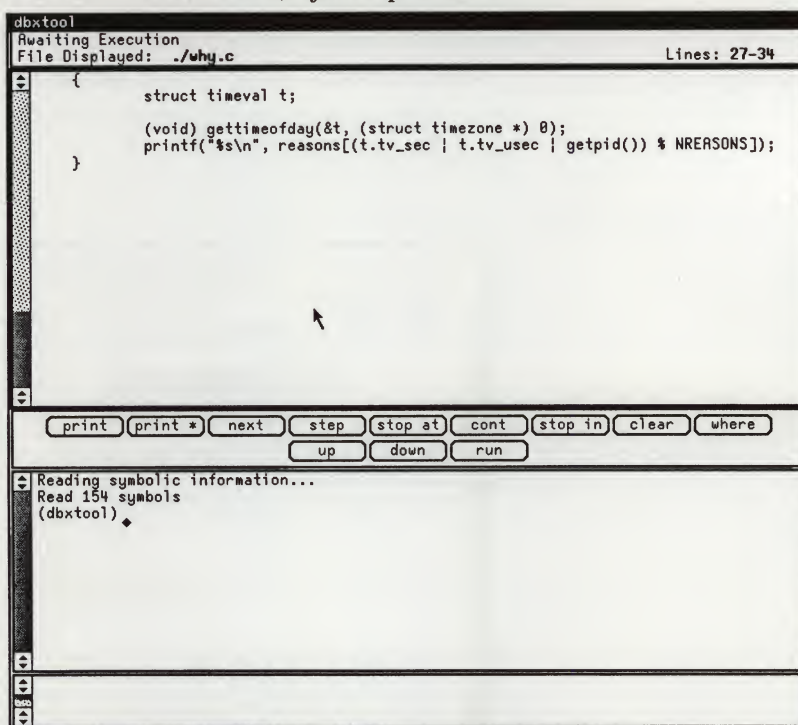 dbxtool
Awaiting Execution
File Displayed: ./why.c Lines: 27-34
{
struct timeval t;
(void) gettimeofday(&t, (struct timezone *) 0);
printf("%s\n", reasons[(t.tv_sec | t.tv_usec | getpid()) % NREASONS]);
}
print print * next step stop at cont stop in clear where
up down run
Reading symbolic information...
Read 154 symbols
(dbxtool)